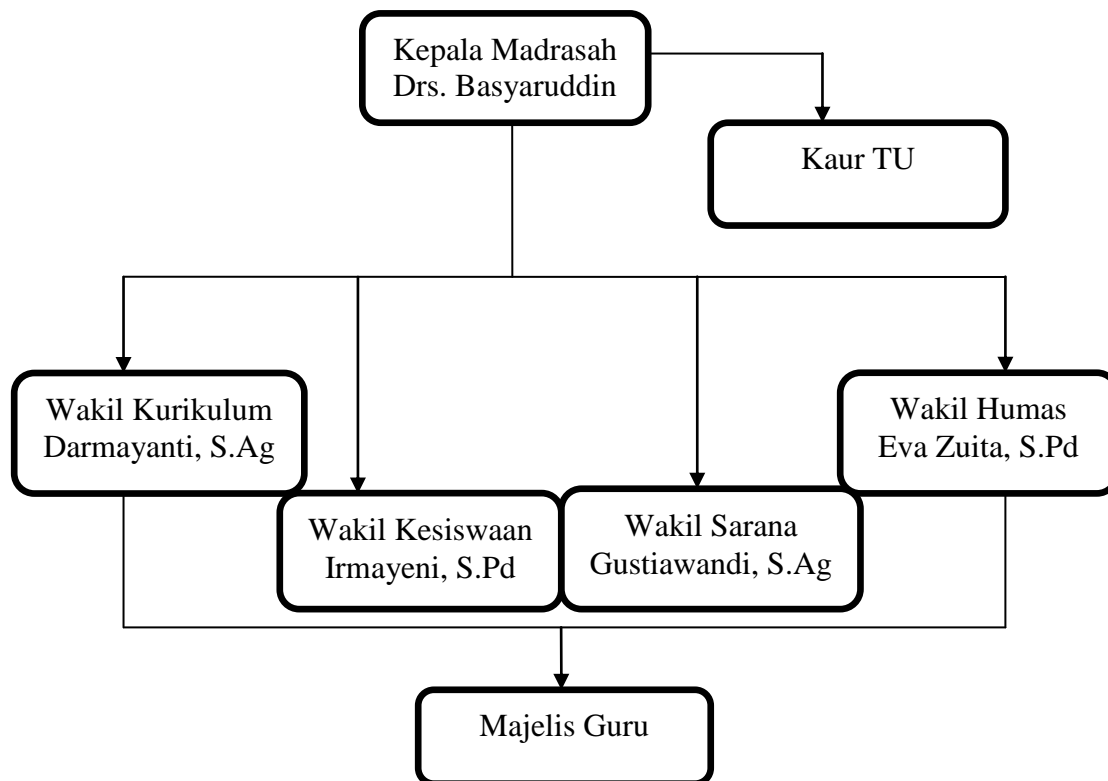 Kepala Madrasah
Drs. Basyaruddin
Kaur TU
Wakil Kurikulum
Darmayanti, S.Ag
Wakil Humas
Eva Zuita, S.Pd
Wakil Kesiswaan
Irmayeni, S.Pd
Wakil Sarana
Gustiawandi, S.Ag
Majelis Guru